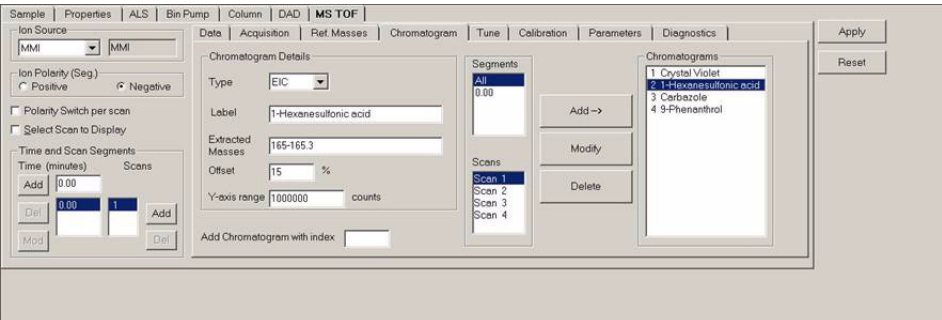 Sample Properties ALS Bin Pump Column DAD MS TOF
Ion Source
MMI MMI
Ion Polarity (Seg.)
Positive Negative
Polarity Switch per scan
Select Scan to Display
Time and Scan Segments
Time (minutes) Scans
Add 0.00
Del 0.00 1 Add
Mod Del
Data Acquisition Ref. Masses Chromatogram Tune Calibration Parameters Diagnostics
Chromatogram Details
Type EIC
Label 1-Hexanesulfonic acid
Extracted
Masses 165-165.3
Offset 15 %
Y-axis range 1000000 counts
Add Chromatogram with index
Segments
All
0.00
Scans
Scan 1
Scan 2
Scan 3
Scan 4
Add ->
Modify
Delete
Chromatograms
1 Crystal Violet
2 1-Hexanesulfonic acid
3 Carbazole
4 9-Phenanthrol
Apply
Reset